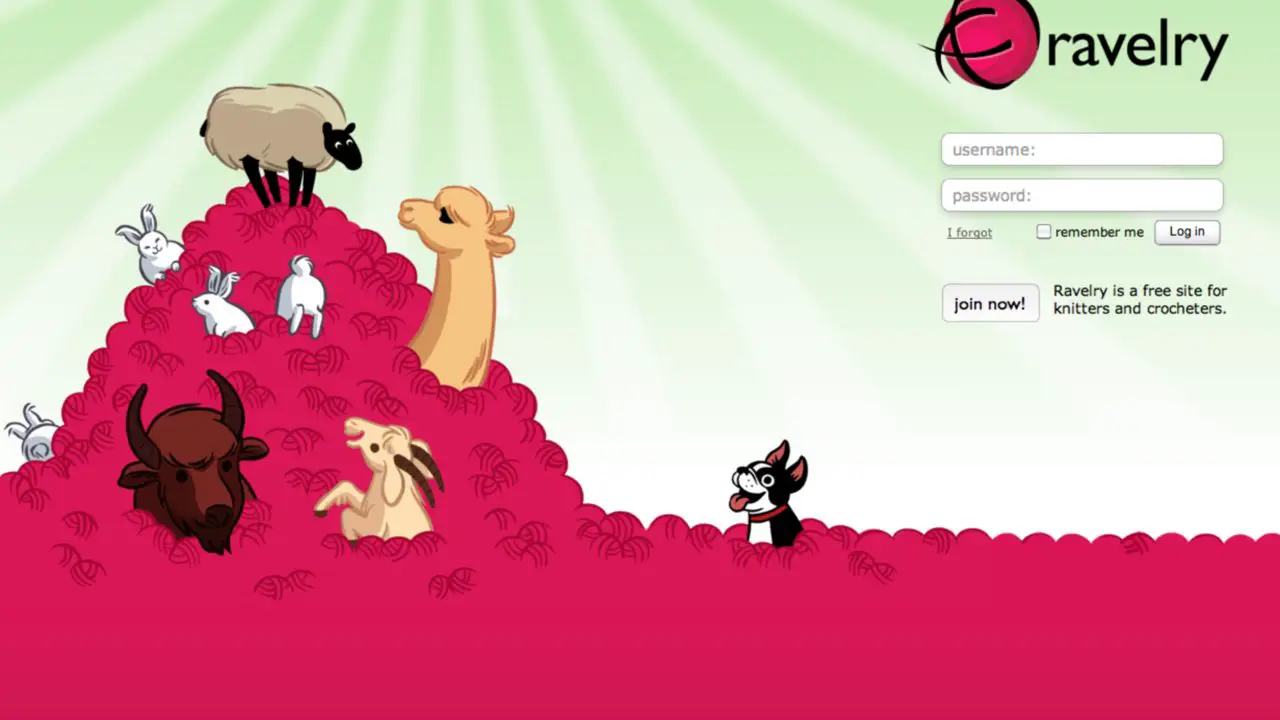 ravelry
username:
password:
I forgot
remember me
Log in
join now!
Ravelry is a free site for
knitters and crocheters.